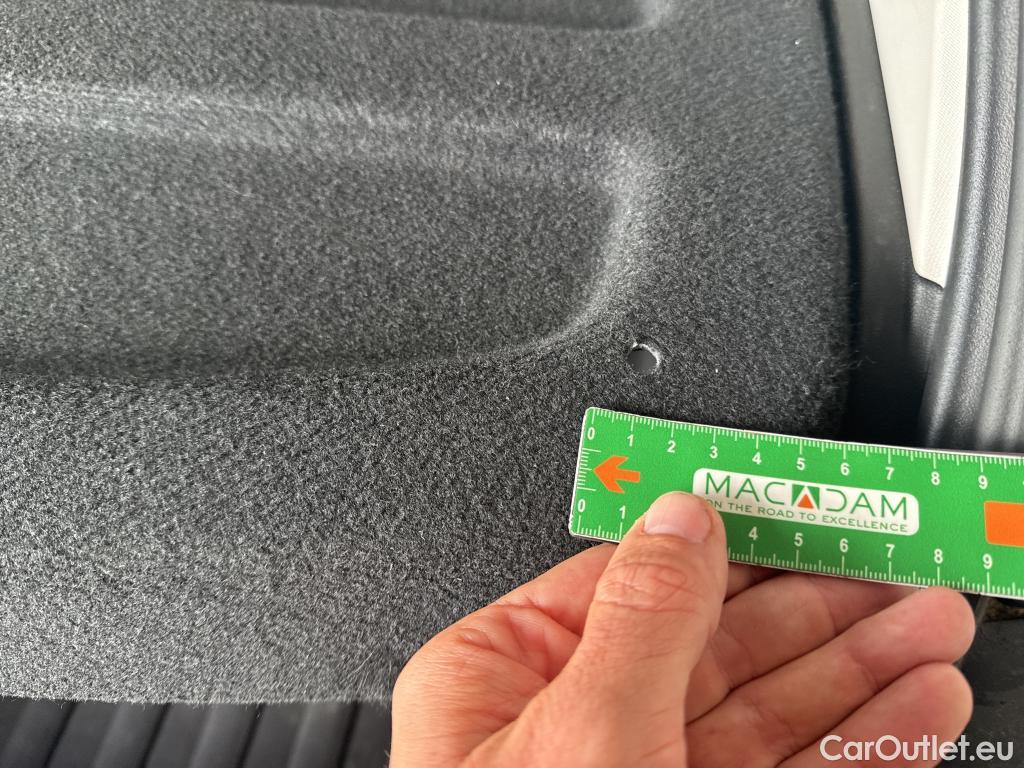 0 1 2 3 4 5 6 7 8 9
MACADAM
ON THE ROAD TO EXCELLENCE
0 1 4 5 6 7 8 9
CarOutlet.eu